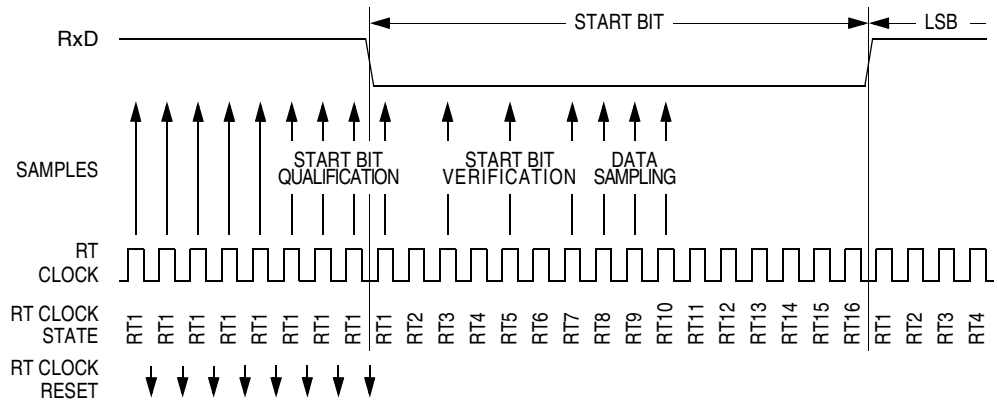 START BIT LSB
RxD
SAMPLES
START BIT
QUALIFICATION
START BIT
VERIFICATION
DATA
SAMPLING
RT
CLOCK
RT CLOCK
STATE
RT1 RT1 RT1 RT1 RT1 RT1 RT1 RT1 RT1 RT2 RT3 RT4 RT5 RT6 RT7 RT8 RT9 RT10 RT11 RT12 RT13 RT14 RT15 RT16 RT1 RT2 RT3 RT4
RT CLOCK
RESET